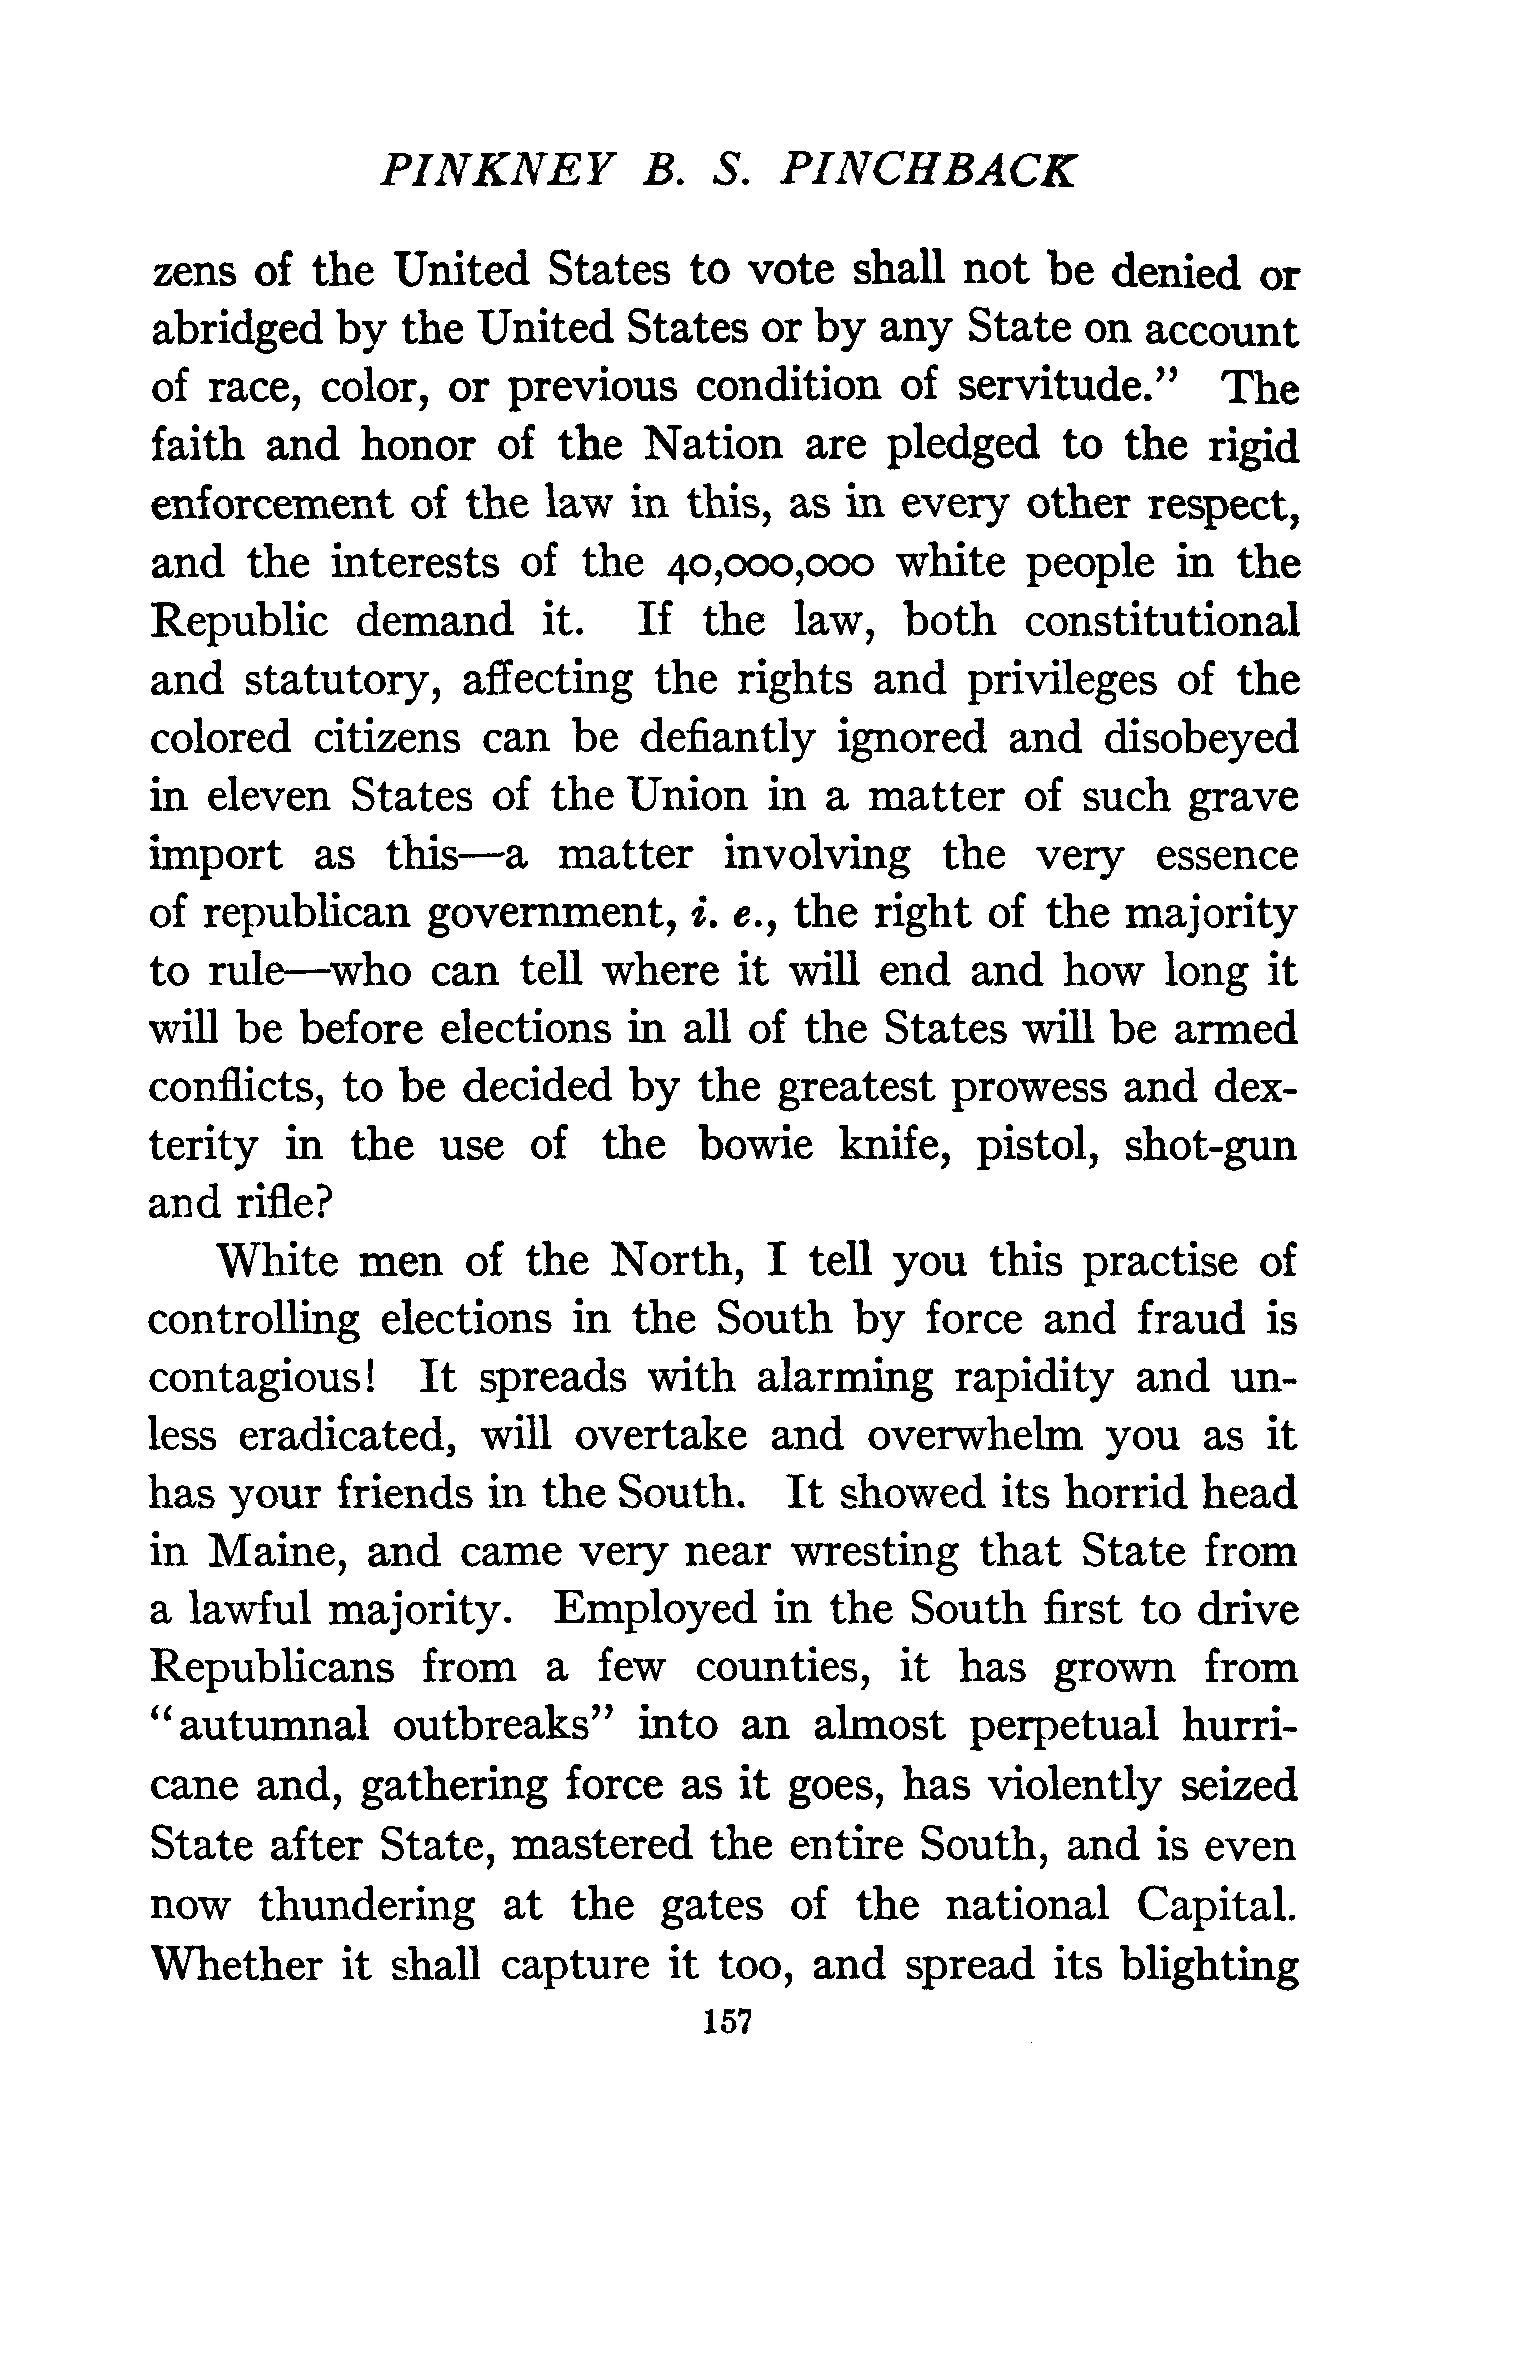 PINKNEY B. S. PINCHBACK
zens of the United States to vote shall not be denied or
abridged by the United States or by any State on account
of race, color, or previous condition of servitude.” The
faith and honor of the Nation are pledged to the rigid
enforcement of the law in this, as in every other respect,
and the interests of the 40,000,000 white people in the
Republic demand it. If the law, both constitutional
and statutory, affecting the rights and privileges of the
colored citizens can be defiantly ignored and disobeyed
in eleven States of the Union in a matter of such grave
import as this—a matter involving the very essence
of republican government, i. e., the right of the majority
to rule—who can tell where it will end and how long it
will be before elections in all of the States will be armed
conflicts, to be decided by the greatest prowess and dex-
terity in the use of the bowie knife, pistol, shot-gun
and rifle?
White men of the North, I tell you this practise of
controlling elections in the South by force and fraud is
contagious! It spreads with alarming rapidity and un-
less eradicated, will overtake and overwhelm you as it
has your friends in the South. It showed its horrid head
in Maine, and came very near wresting that State from
a lawful majority. Employed in the South first to drive
Republicans from a few counties, it has grown from
“autumnal outbreaks” into an almost perpetual hurri-
cane and, gathering force as it goes, has violently seized
State after State, mastered the entire South, and is even
now thundering at the gates of the national Capital.
Whether it shall capture it too, and spread its blighting
157